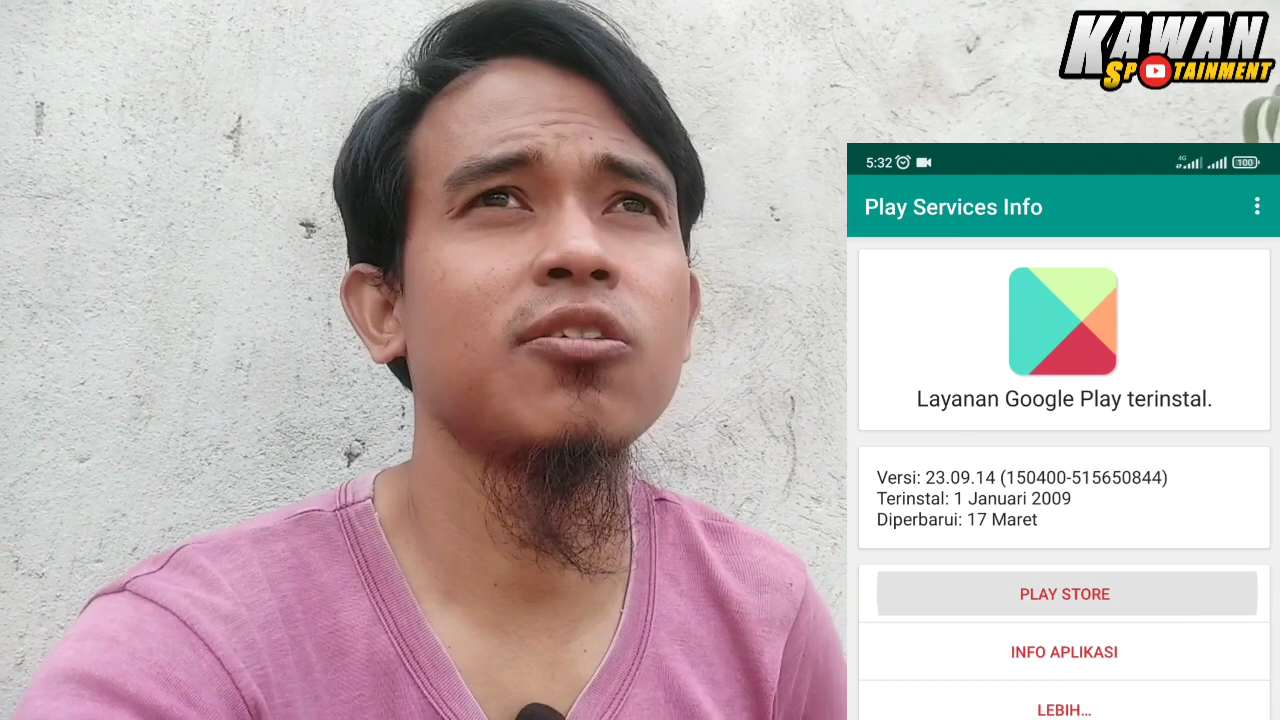 KAWAN
SPOTAINMENT
5:32
4G
100
Play Services Info
Layanan Google Play terinstal.
Versi: 23.09.14 (150400-515650844)
Terinstal: 1 Januari 2009
Diperbarui: 17 Maret
PLAY STORE
INFO APLIKASI
LEBIH...